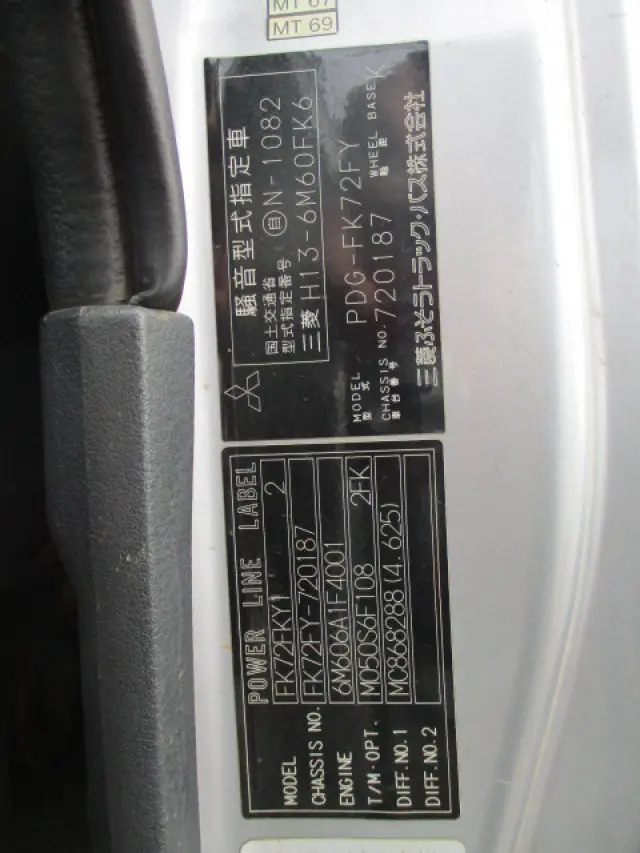 MT 67
MT 69
騒音型式指定車
国土交通省
型式指定番号 自N-1082
三菱 H13-6M60FK6
MODEL
型式 PDG-FK72FY
CHASSIS NO.
車台番号 720187 WHEEL BASE K
軸距
三菱ふそうトラック・バス株式会社
POWER LINE LABEL
MODEL FK72FKY1 2
CHASSIS NO. FK72FY-720187
ENGINE 6M606A1F4001
T/M・OPT. M050S6F108 2FK
DIFF.NO.1 MC868288(4.625)
DIFF.NO.2